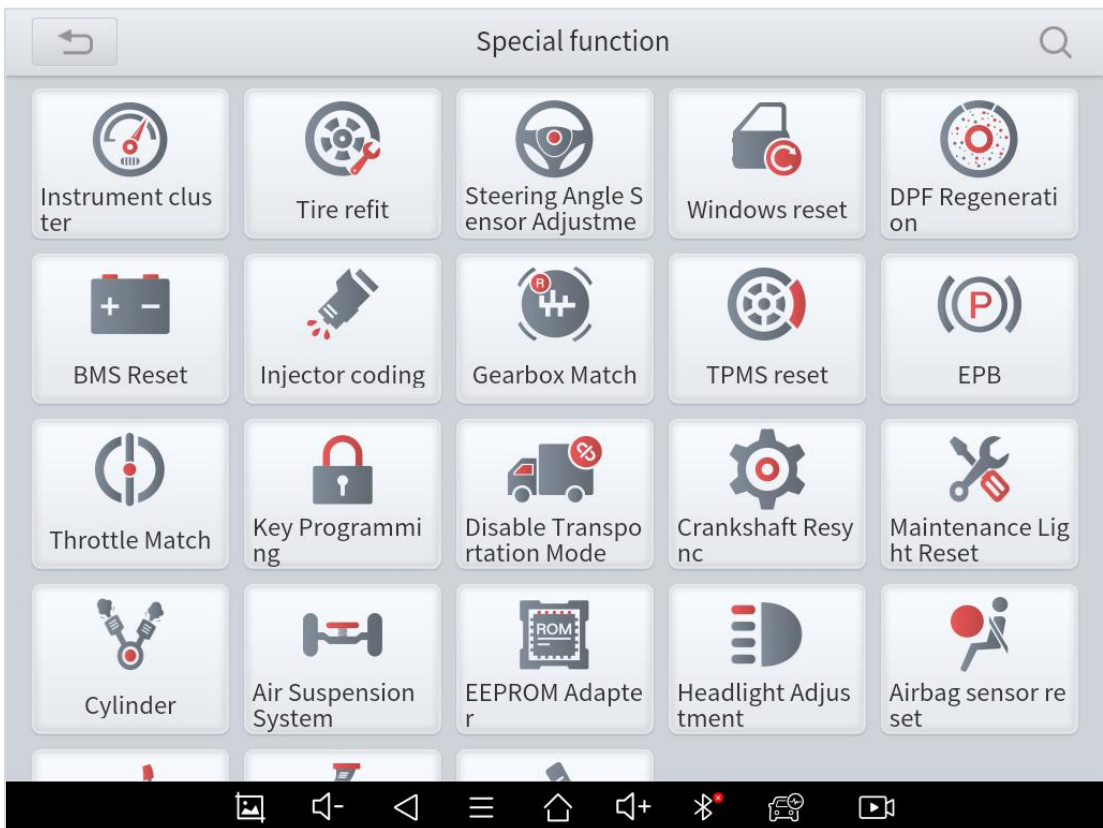 Special function
Instrument clus
ter
Tire refit
Steering Angle S
ensor Adjustme
Windows reset
DPF Regenerati
on
BMS Reset
Injector coding
R
Gearbox Match
TPMS reset
P
EPB
Throttle Match
Key Programmi
ng
Disable Transpo
rtation Mode
Crankshaft Resy
nc
Maintenance Lig
ht Reset
Cylinder
Air Suspension
System
ROM
EEPROM Adapte
r
Headlight Adjus
tment
Airbag sensor re
set